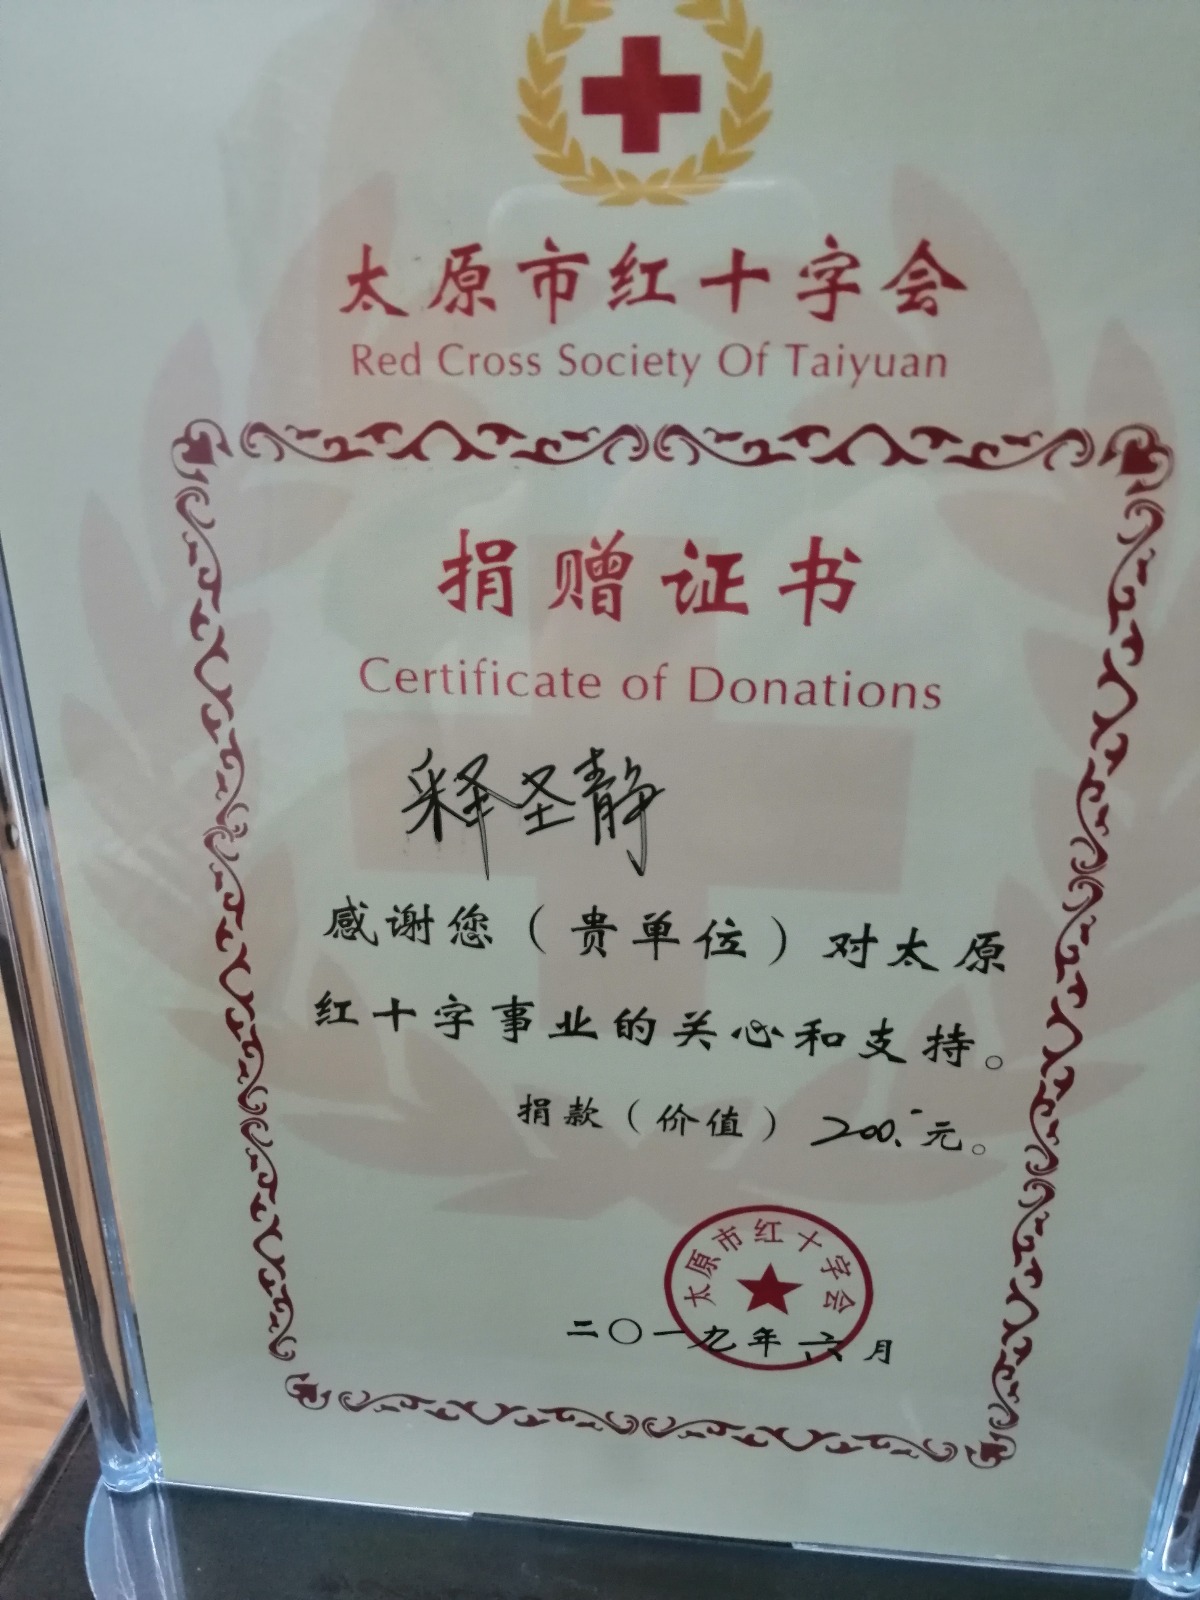 太原市红十字会
Red Cross Society Of Taiyuan
捐赠证书
Certificate of Donations
释圣静
感谢您（贵单位）对太原
红十字事业的关心和支持。
捐款（价值）200.-元。
太原市红十字会
二〇一九年六月